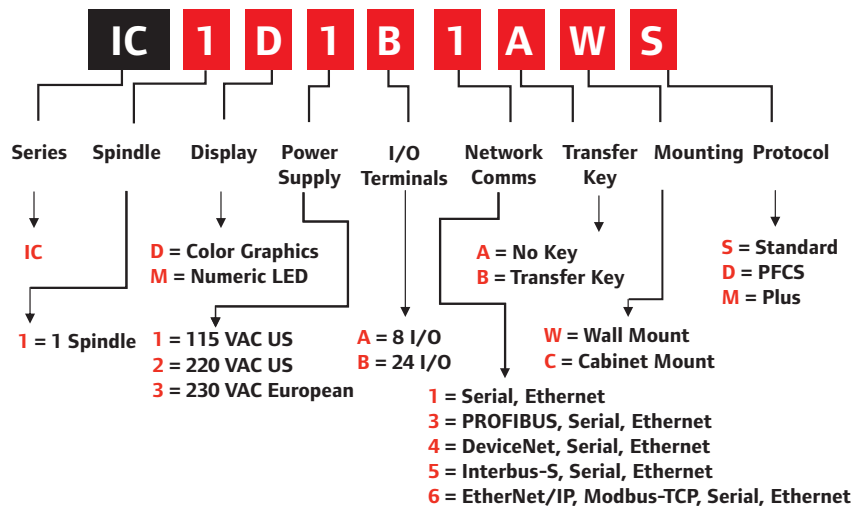 IC 1 D 1 B 1 A W S
Series Spindle Display Power Supply I/O Terminals Network Comms Transfer Key Mounting Protocol
IC
1 = 1 Spindle
D = Color Graphics
M = Numeric LED
1 = 115 VAC US
2 = 220 VAC US
3 = 230 VAC European
A = 8 I/O
B = 24 I/O
1 = Serial, Ethernet
3 = PROFIBUS, Serial, Ethernet
4 = DeviceNet, Serial, Ethernet
5 = Interbus-S, Serial, Ethernet
6 = EtherNet/IP, Modbus-TCP, Serial, Ethernet
A = No Key
B = Transfer Key
W = Wall Mount
C = Cabinet Mount
S = Standard
D = PFCS
M = Plus